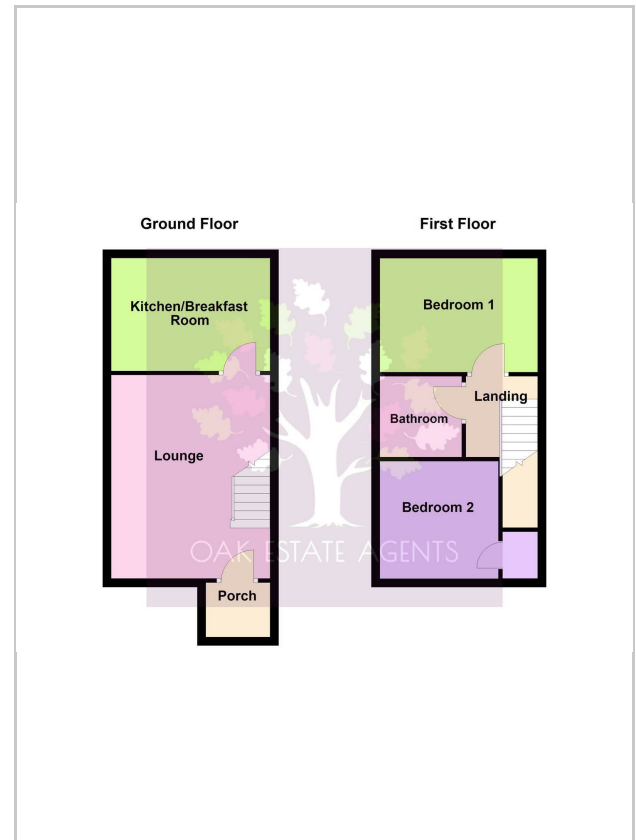 Ground Floor
First Floor
Kitchen/Breakfast
Room
Lounge
Porch
Bedroom 1
Landing
Bathroom
Bedroom 2
OAK ESTATE AGENTS